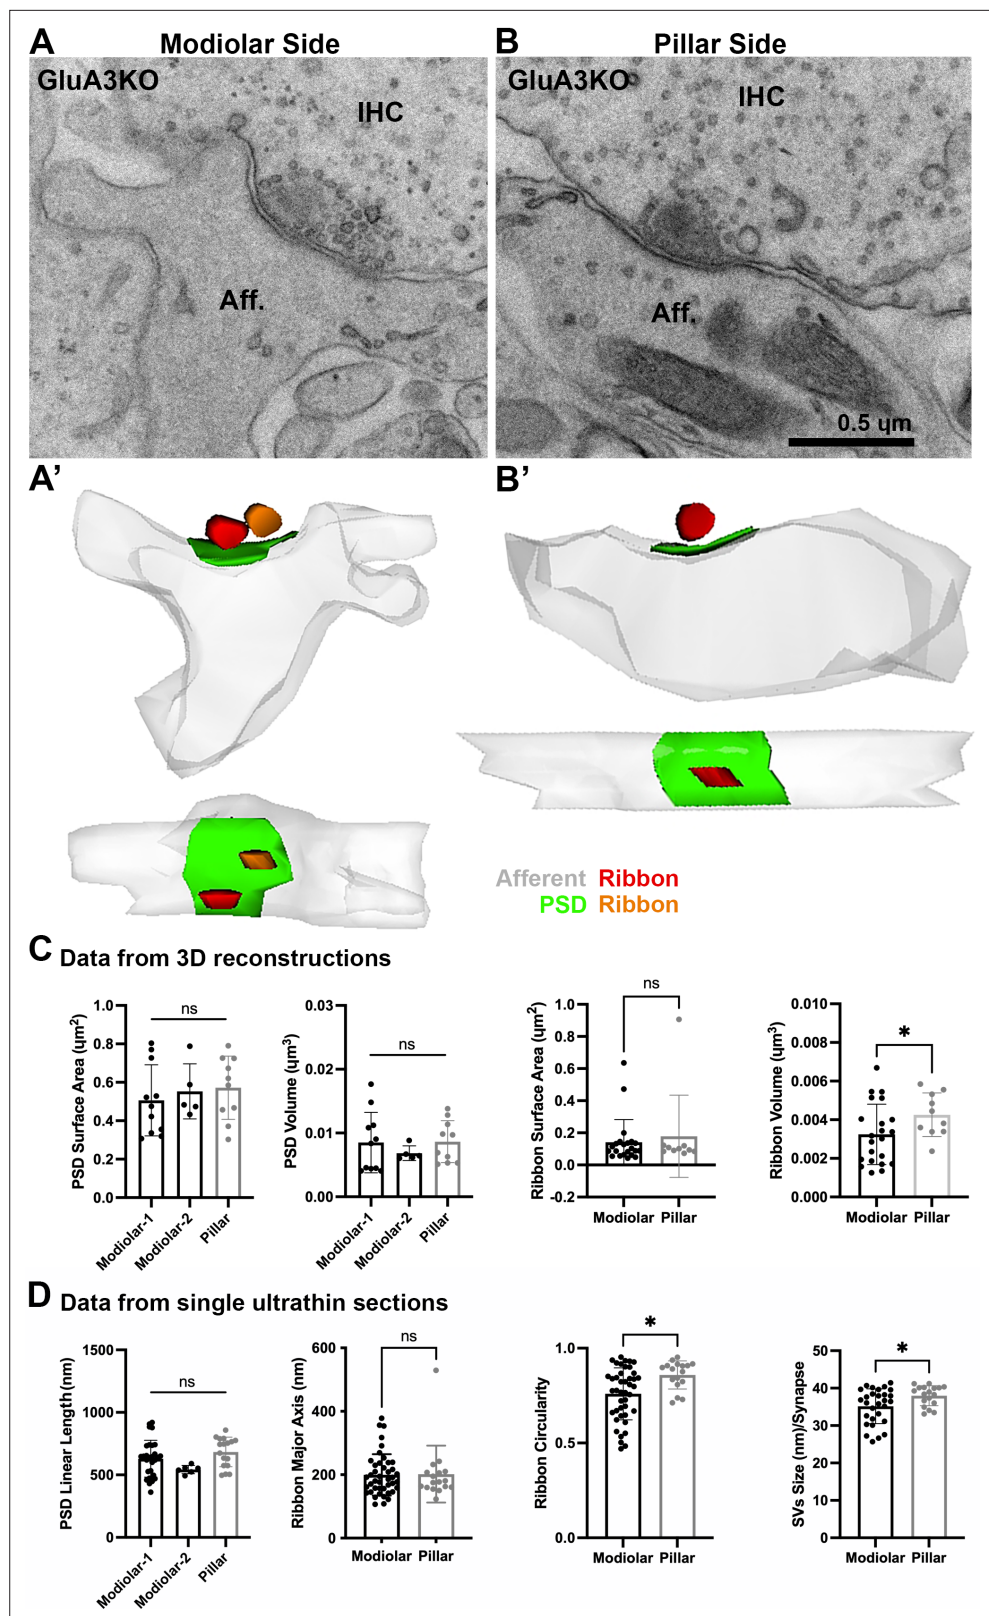 A Modiolar Side
B Pillar Side
GluA3KO
IHC
Aff.
GluA3KO
IHC
Aff.
0.5 µm
A’
B’
Afferent Ribbon
PSD Ribbon
C Data from 3D reconstructions
PSD Surface Area (µm2)
1.0
0.8
0.6
0.4
0.2
0.0
ns
Modiolar-1
Modiolar-2
Pillar
PSD Volume (µm3)
0.03
0.02
0.01
0.00
ns
Modiolar-1
Modiolar-2
Pillar
Ribbon Surface Area (µm2)
1.0
0.8
0.6
0.4
0.2
0.0
-0.2
ns
Modiolar Pillar
Ribbon Volume (µm3)
0.010
0.008
0.006
0.004
0.002
0.000
*
Modiolar Pillar
D Data from single ultrathin sections
PSD Linear Length (nm)
1500
1000
500
0
ns
Modiolar-1
Modiolar-2
Pillar
Ribbon Major Axis (nm)
600
400
200
0
ns
Modiolar Pillar
Ribbon Circularity
1.0
0.5
0.0
*
Modiolar Pillar
SVs Size (nm)/Synapse
50
40
30
20
10
0
*
Modiolar Pillar